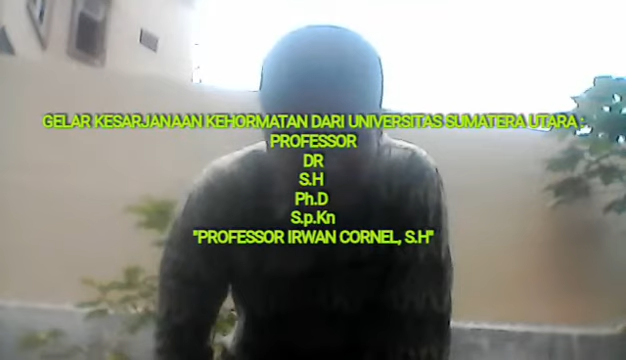 GELAR KESARJANAAN KEHORMATAN DARI UNIVERSITAS SUMATERA UTARA :
PROFESSOR
DR
S.H
Ph.D
S.p.Kn
"PROFESSOR IRWAN CORNEL, S.H"